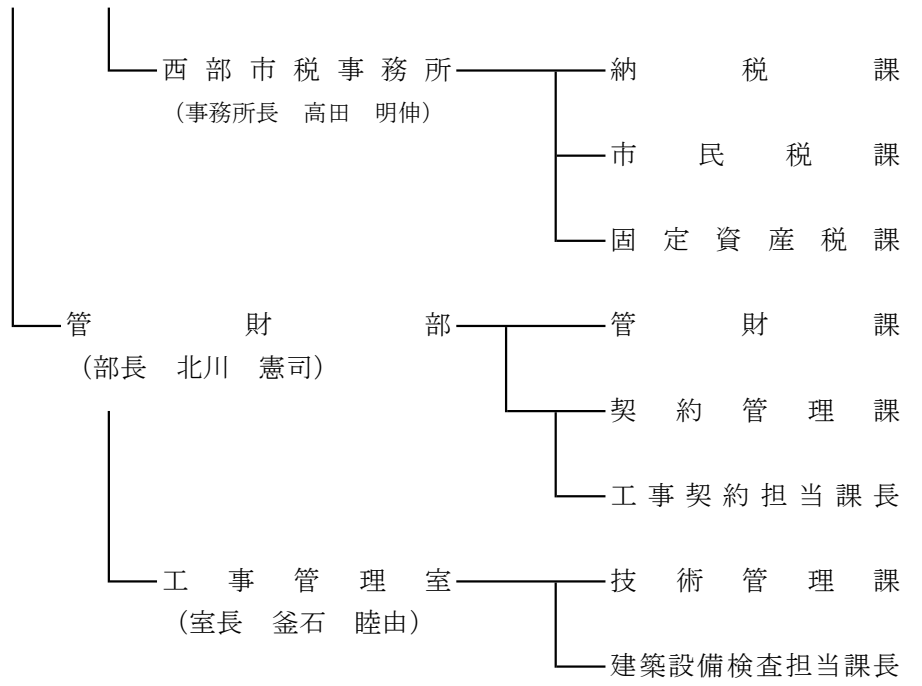 西部市税事務所 納税課
（事務所長 高田 明伸）
市民税課
固定資産税課
管財部 管財課
（部長 北川 憲司）
契約管理課
工事契約担当課長
工事管理室 技術管理課
（室長 釜石 睦由）
建築設備検査担当課長